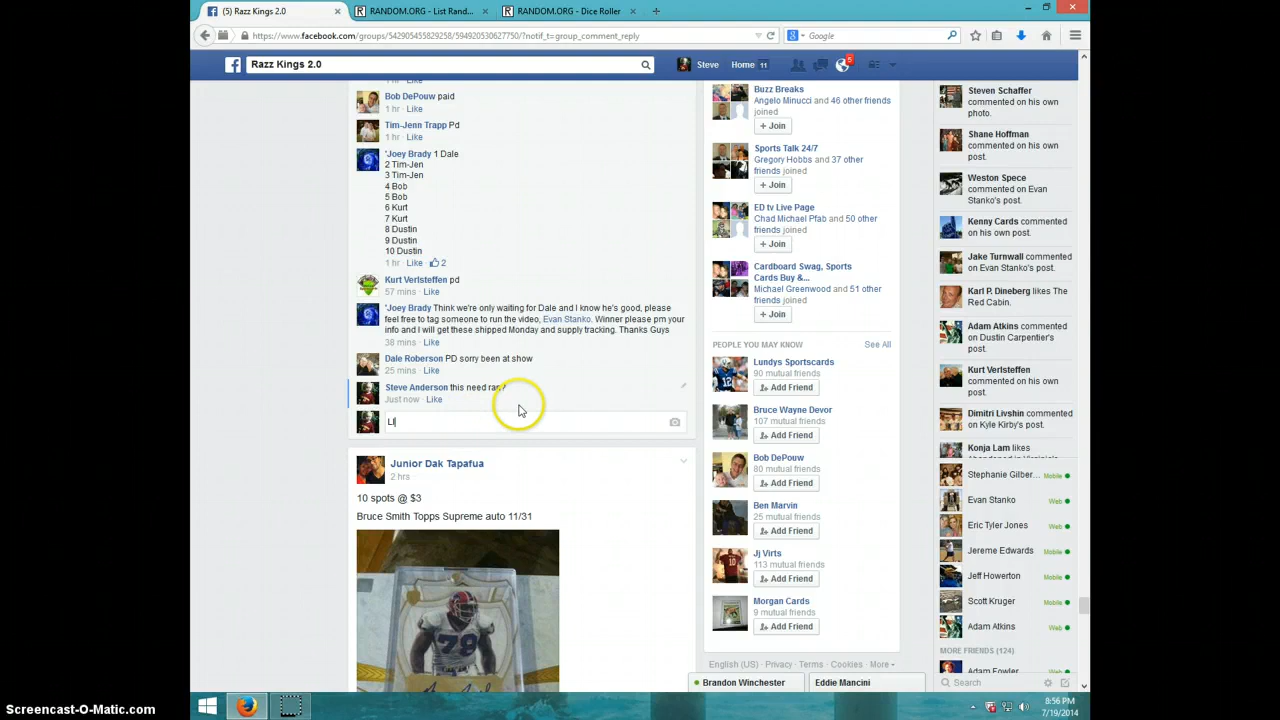 (5) Razz Kings 2.0
RANDOM.ORG - List Rand...
RANDOM.ORG - Dice Roller
https://www.facebook.com/groups/542905455829258/594920530627750/?notif_t=group_comment_reply
Google
Razz Kings 2.0
Steve
Home 11
5
Bob DePouw paid
1 hr · Like
Tim-Jenn Trapp Pd
1 hr · Like
'Joey Brady 1 Dale
2 Tim-Jen
3 Tim-Jen
4 Bob
5 Bob
6 Kurt
7 Kurt
8 Dustin
9 Dustin
10 Dustin
1 hr · Like · 2
Kurt Verlsteffen pd
57 mins · Like
'Joey Brady Think we're only waiting for Dale and I know he's good, please
feel free to tag someone to run the video, Evan Stanko. Winner please pm your
info and I will get these shipped Monday and supply tracking. Thanks Guys
38 mins · Like
Dale Roberson PD sorry been at show
25 mins · Like
Steve Anderson this need ran?
Just now · Like
LI
Junior Dak Tapafua
2 hrs
10 spots @ $3
Bruce Smith Topps Supreme auto 11/31
78
Buzz Breaks
Angelo Minucci and 46 other friends
joined
+ Join
Sports Talk 24/7
Gregory Hobbs and 37 other
friends joined
+ Join
ED tv Live Page
Chad Michael Pfab and 50 other
friends joined
+ Join
Cardboard Swag, Sports
Cards Buy &...
Michael Greenwood and 51 other
friends joined
+ Join
PEOPLE YOU MAY KNOW
See All
Lundys Sportscards
90 mutual friends
Add Friend
Bruce Wayne Devor
107 mutual friends
Add Friend
Bob DePouw
80 mutual friends
Add Friend
Ben Marvin
25 mutual friends
Add Friend
Jj Virts
113 mutual friends
Add Friend
Morgan Cards
9 mutual friends
Add Friend
English (US) · Privacy · Terms · Cookies · More
Brandon Winchester
Eddie Mancini
Steven Schaffer
commented on his own
photo.
Shane Hoffman
commented on his own
post.
Weston Spece
commented on Evan
Stanko's post.
Kenny Cards commented
on his own post.
Jake Turnwall commented
on Evan Stanko's post.
Karl P. Dineberg likes The
Red Cabin.
Adam Atkins
commented on Dustin
Carpentier's post.
Kurt Verlsteffen
commented on his own
post.
Dimitri Livshin commented
on Kyle Kirby's post.
Konja Lam likes
Stephanie Gilber... Mobile
Evan Stanko Web
Eric Tyler Jones Web
Jereme Edwards Mobile
Jeff Howerton Mobile
Scott Kruger Mobile
Adam Atkins Web
MORE FRIENDS (124)
Adam Fowler
Search
8:56 PM
7/19/2014
Screencast-O-Matic.com